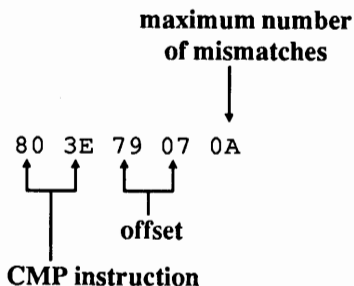 maximum number
of mismatches
80 3E 79 07 0A
offset
CMP instruction